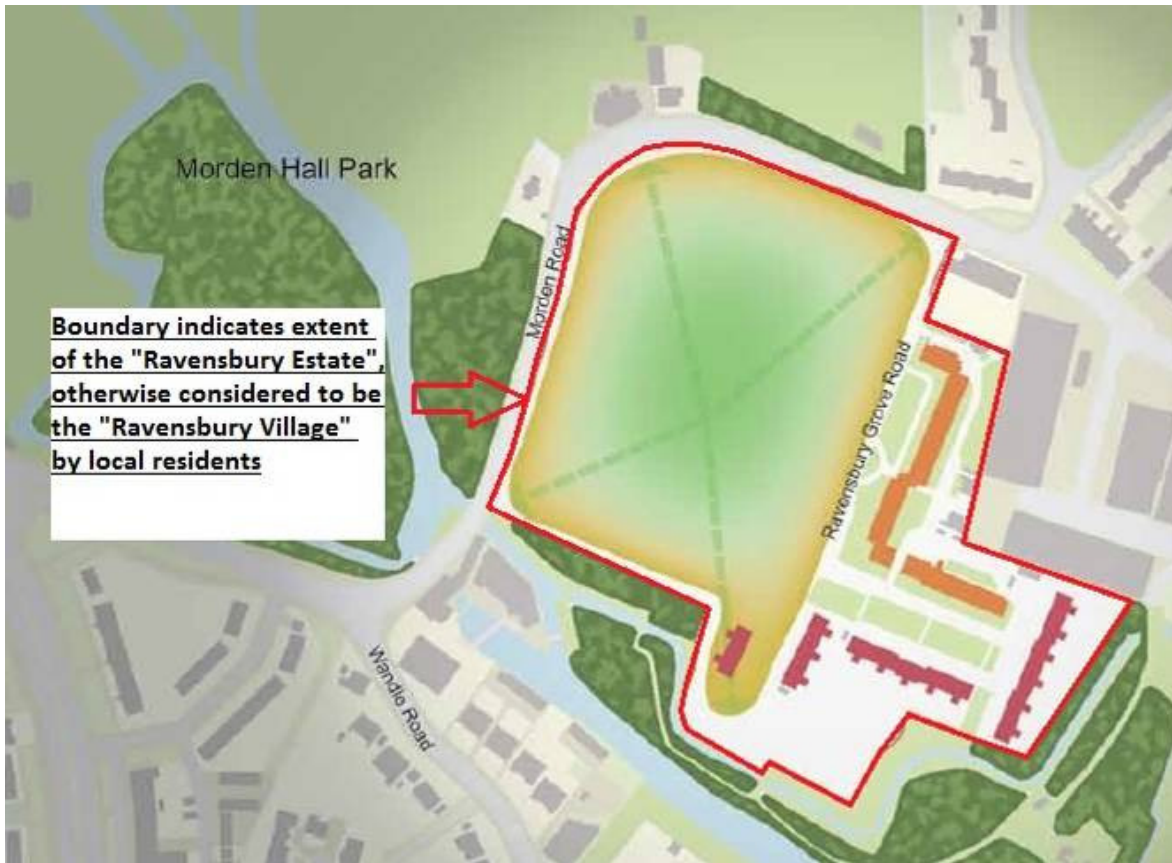 Morden Hall Park
Boundary indicates extent
of the "Ravensbury Estate",
otherwise considered to be
the "Ravensbury Village"
by local residents
Morden Road
Ravensbury Grove Road
Wandle Road